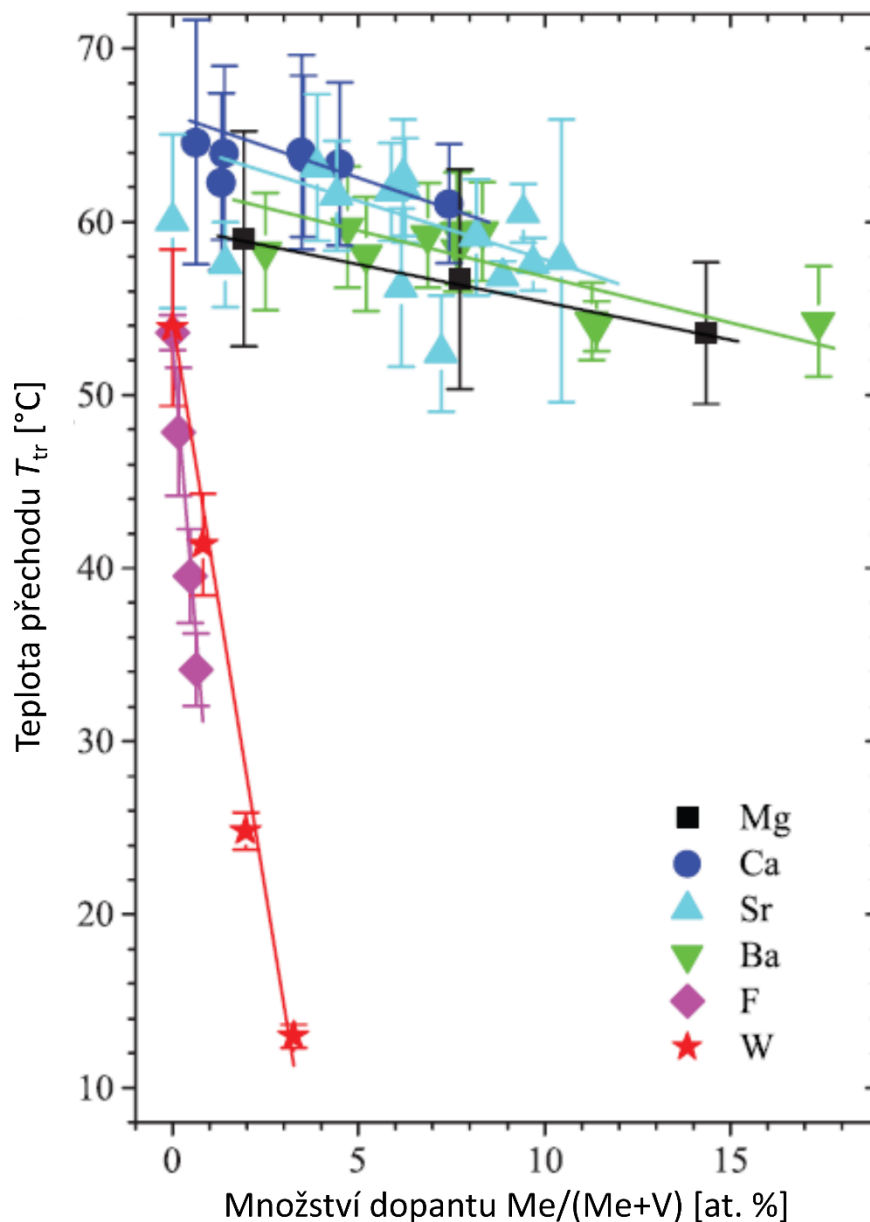 70
60
50
40
30
20
10
Teplota přechodu Ttr [°C]
Mg
Ca
Sr
Ba
F
W
0 5 10 15
Množství dopantu Me/(Me+V) [at. %]